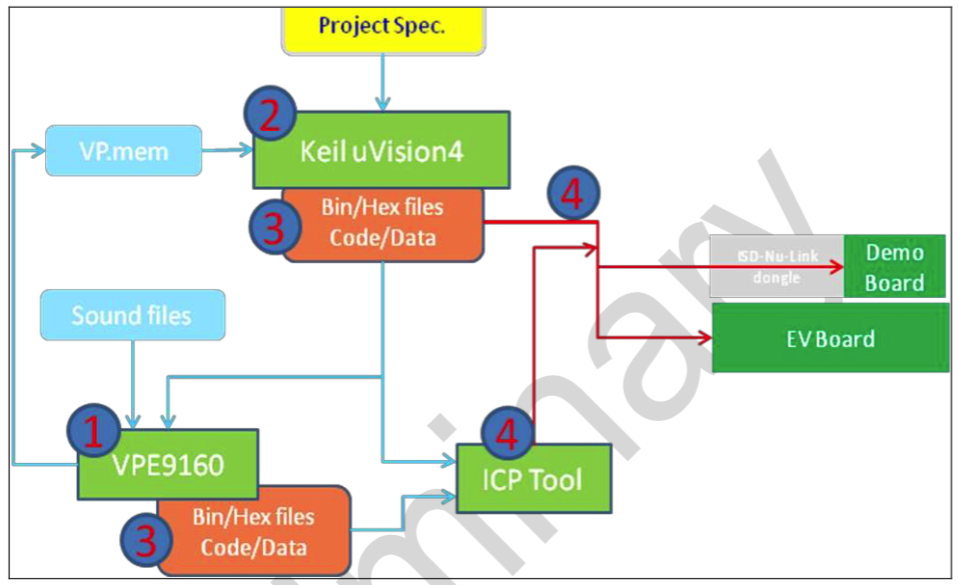 Project Spec.
2
VP.mem
Keil uVision4
4
3
Bin/Hex files
Code/Data
ISD-Nu-Link
dongle
Demo
Board
Sound files
EV Board
1
VPE9160
4
ICP Tool
3
Bin/Hex files
Code/Data